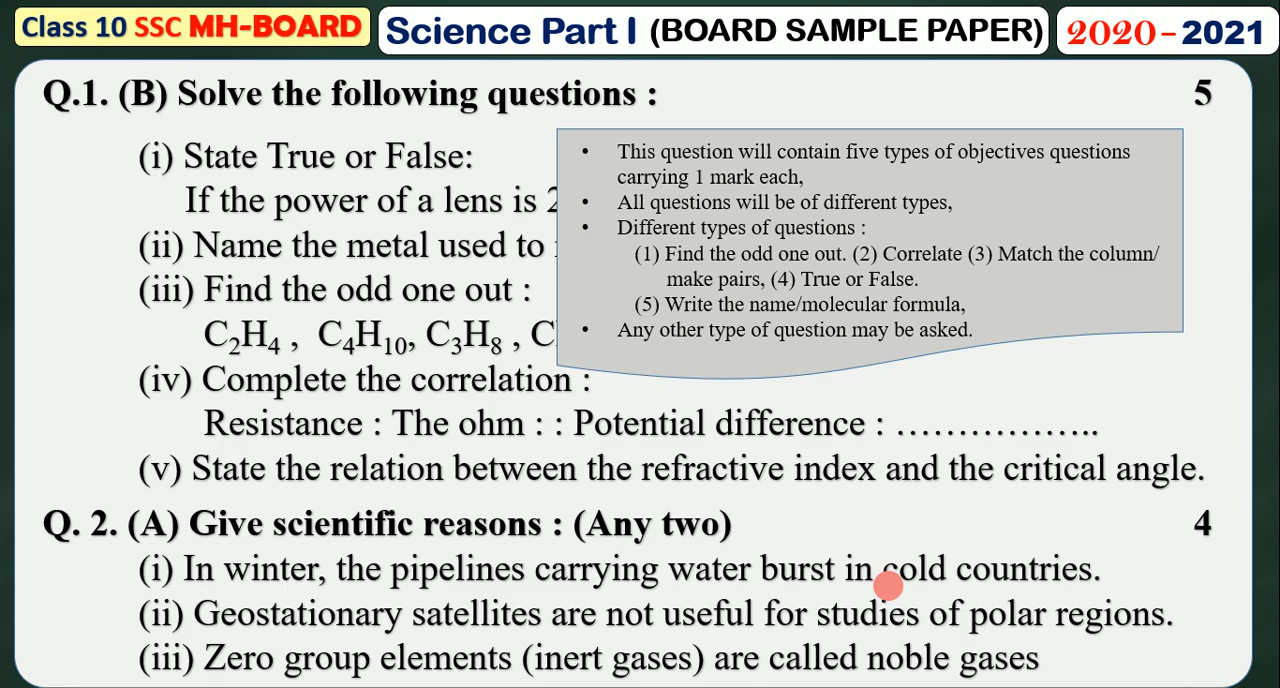 Class 10 SSC MH-BOARD
Science Part I (BOARD SAMPLE PAPER)
2020 - 2021
Q.1. (B) Solve the following questions : 5
(i) State True or False:
If the power of a lens is
(ii) Name the metal used to
(iii) Find the odd one out :
C₂H₄ , C₄H₁₀, C₃H₈ ,
• This question will contain five types of objectives questions
carrying 1 mark each,
• All questions will be of different types,
• Different types of questions :
(1) Find the odd one out. (2) Correlate (3) Match the column/
make pairs, (4) True or False.
(5) Write the name/molecular formula,
• Any other type of question may be asked.
(iv) Complete the correlation :
Resistance : The ohm : : Potential difference : ………………..
(v) State the relation between the refractive index and the critical angle.
Q. 2. (A) Give scientific reasons : (Any two) 4
(i) In winter, the pipelines carrying water burst in cold countries.
(ii) Geostationary satellites are not useful for studies of polar regions.
(iii) Zero group elements (inert gases) are called noble gases